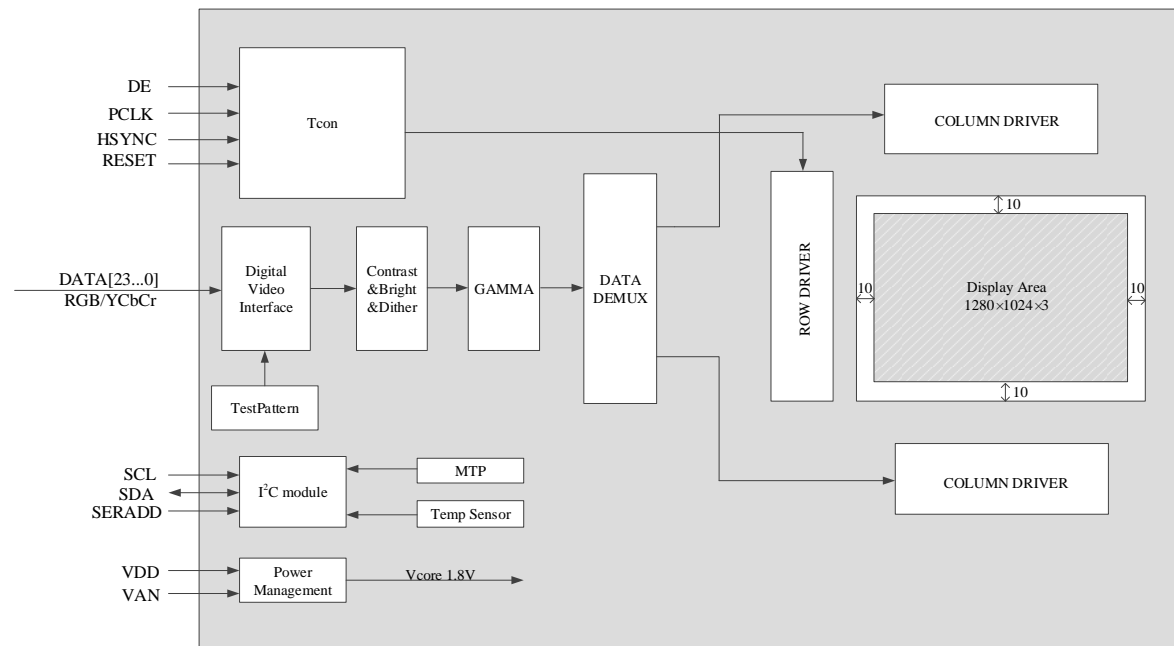 DE
PCLK
HSYNC
RESET
Tcon
COLUMN DRIVER
DATA[23...0]
RGB/YCbCr
Digital
Video
Interface
Contrast
&Bright
&Dither
GAMMA
DATA
DEMUX
ROW DRIVER
10
10
Display Area
1280×1024×3
10
10
TestPattern
SCL
SDA
SERADD
I²C module
MTP
Temp Sensor
COLUMN DRIVER
VDD
VAN
Power
Management
Vcore 1.8V